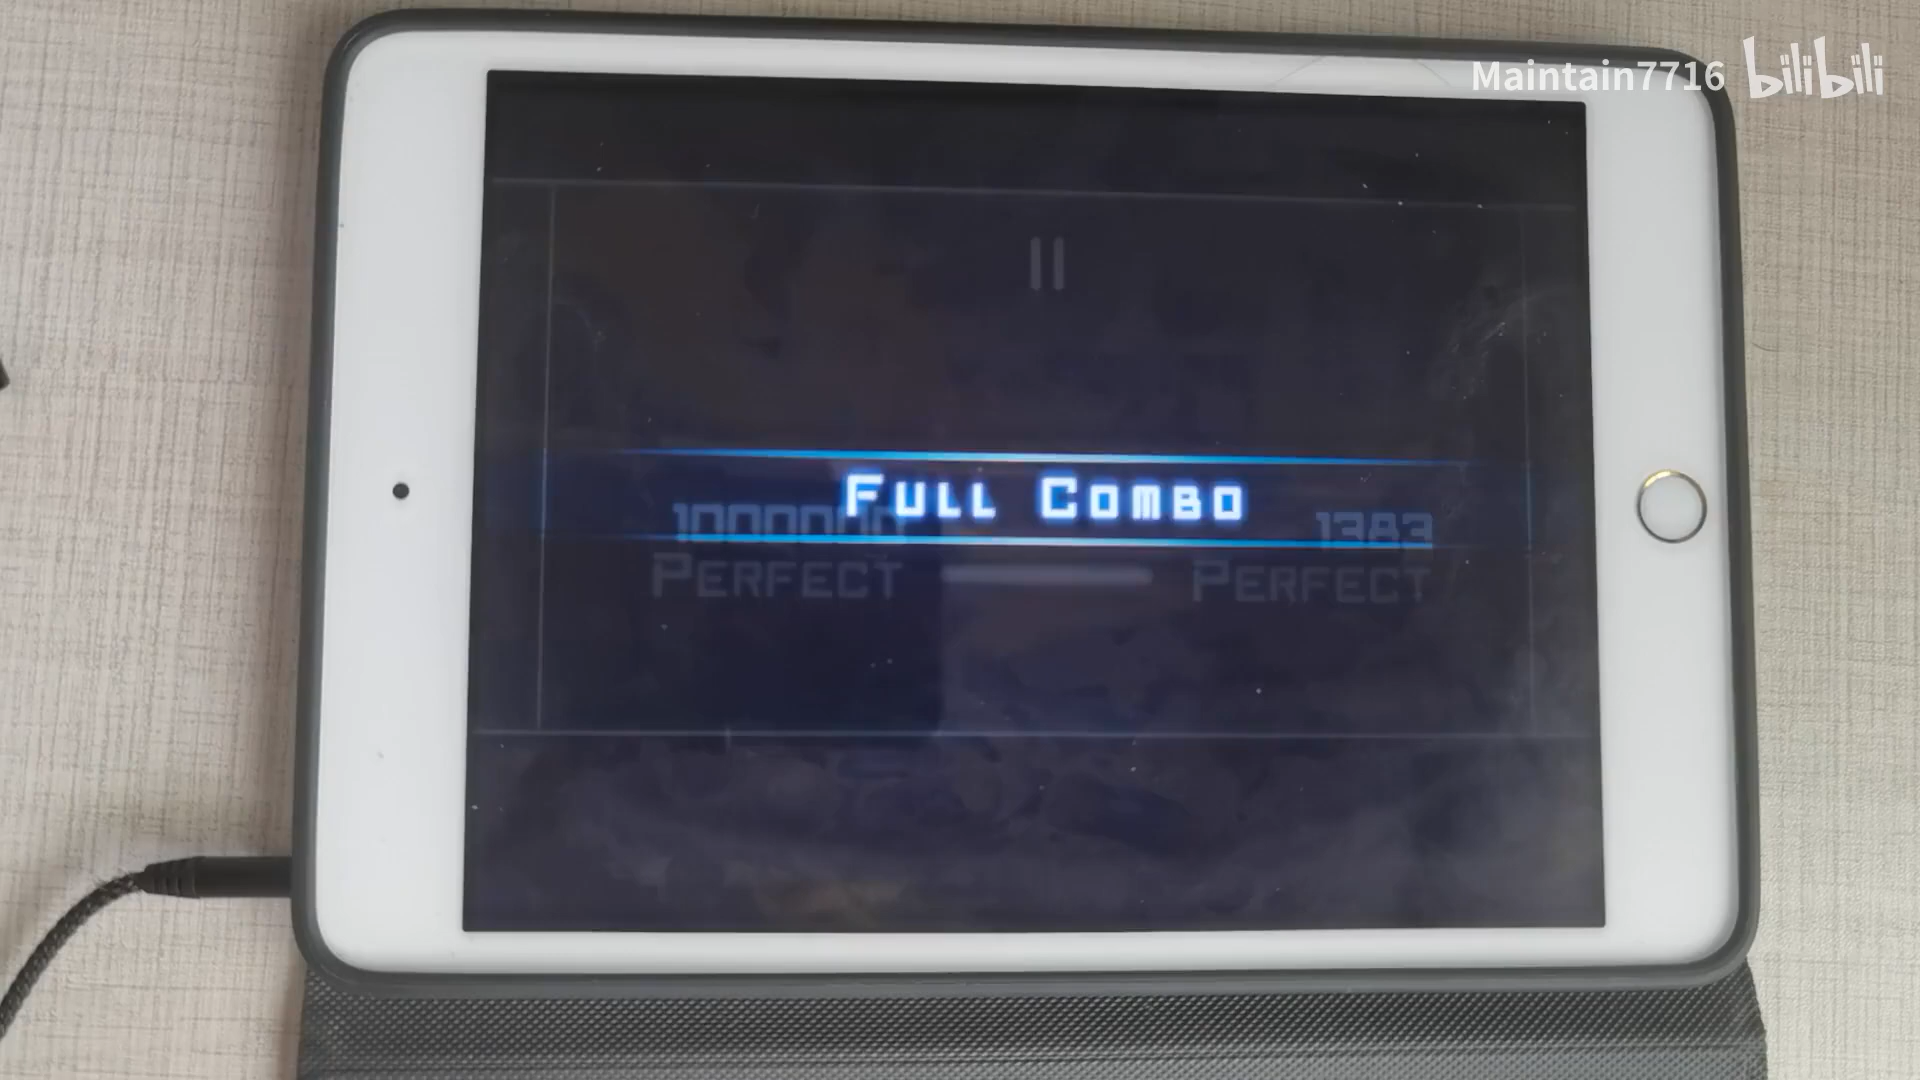 Maintain7716 bilibili
FULL COMBO
1000000 1383
PERFECT PERFECT